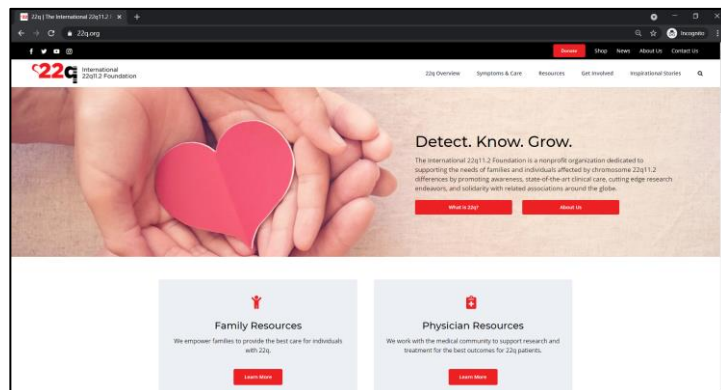 22q | The International 22q11.2 F
22q.org
Incognito
Donate Shop News About Us Contact Us
22q International
22q11.2 Foundation
22q Overview Symptoms & Care Resources Get Involved Inspirational Stories
Detect. Know. Grow.
The International 22q11.2 Foundation is a nonprofit organization dedicated to
supporting the needs of families and individuals affected by chromosome 22q11.2
differences by promoting awareness, state-of-the-art clinical care, cutting edge research
endeavors, and solidarity with related associations around the globe.
What is 22q? About Us
Family Resources
We empower families to provide the best care for individuals
with 22q.
Learn More
Physician Resources
We work with the medical community to support research and
treatment for the best outcomes for 22q patients.
Learn More